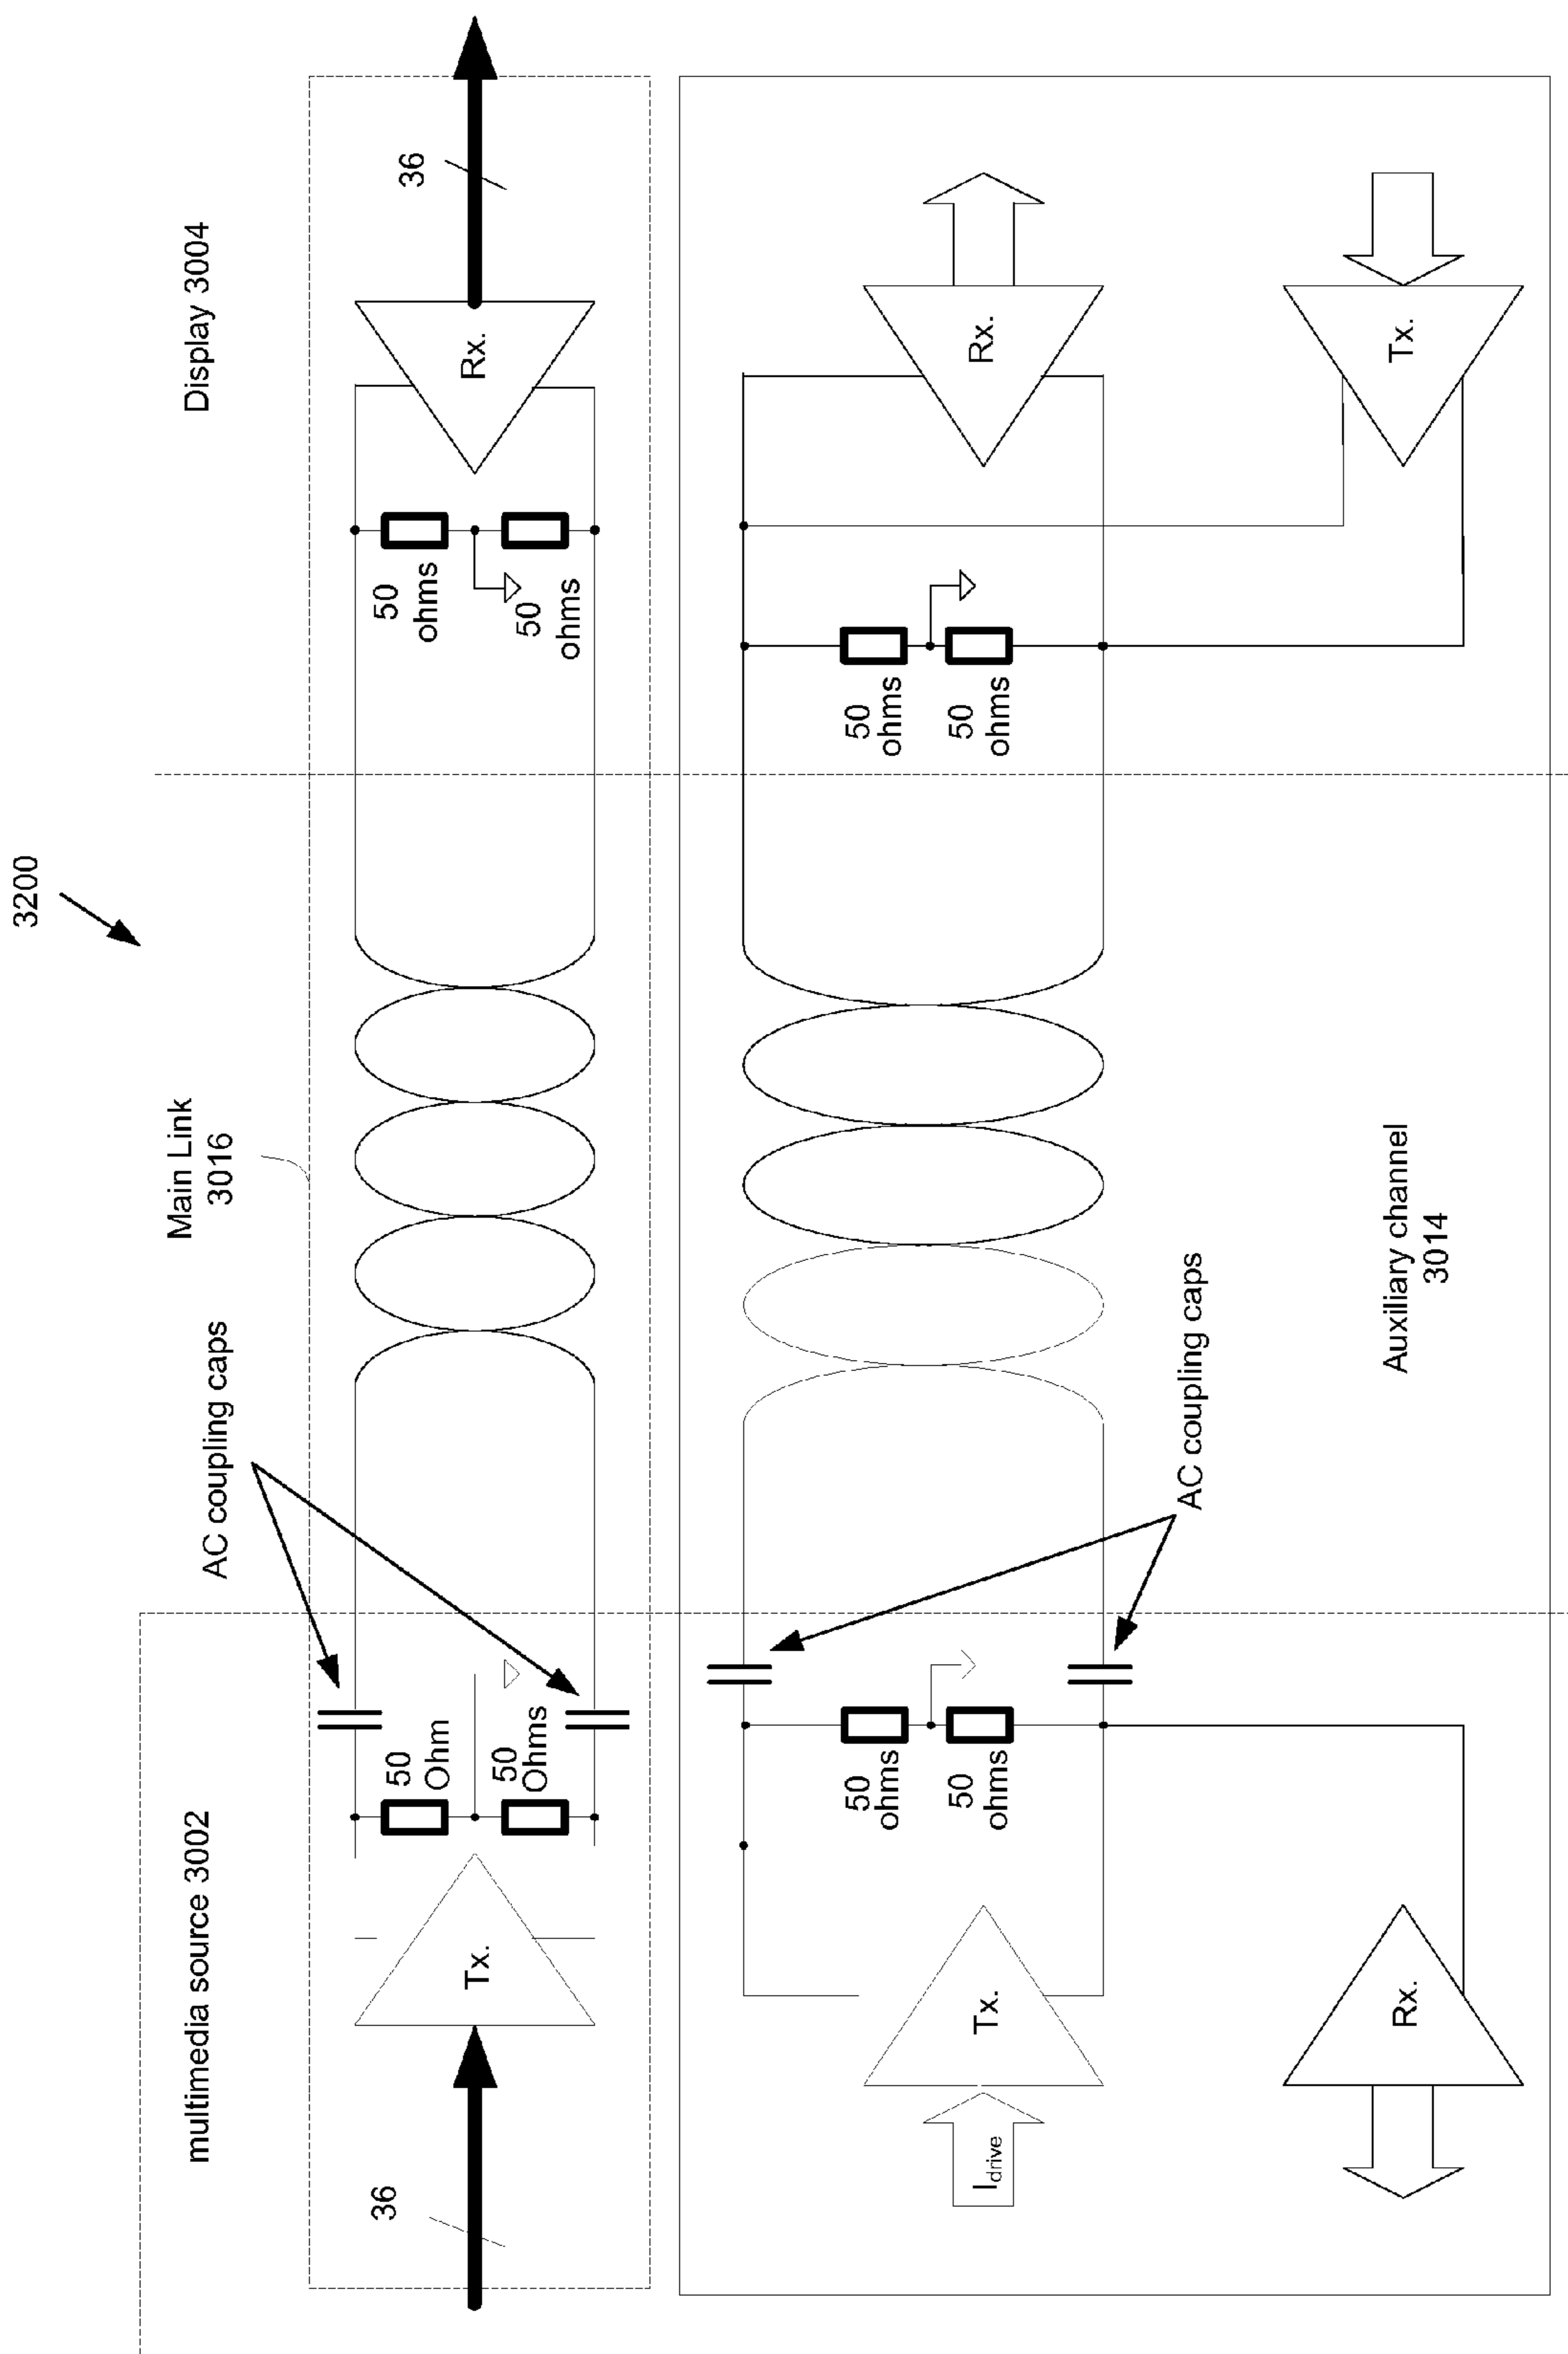 3200
multimedia source 3002
Display 3004
Main Link
3016
AC coupling caps
36
Tx.
50
Ohm
50
Ohms
50
ohms
50
ohms
Rx.
36
I drive
Tx.
50
ohms
50
ohms
AC coupling caps
50
ohms
50
ohms
Rx.
Rx.
Auxiliary channel
3014
Tx.